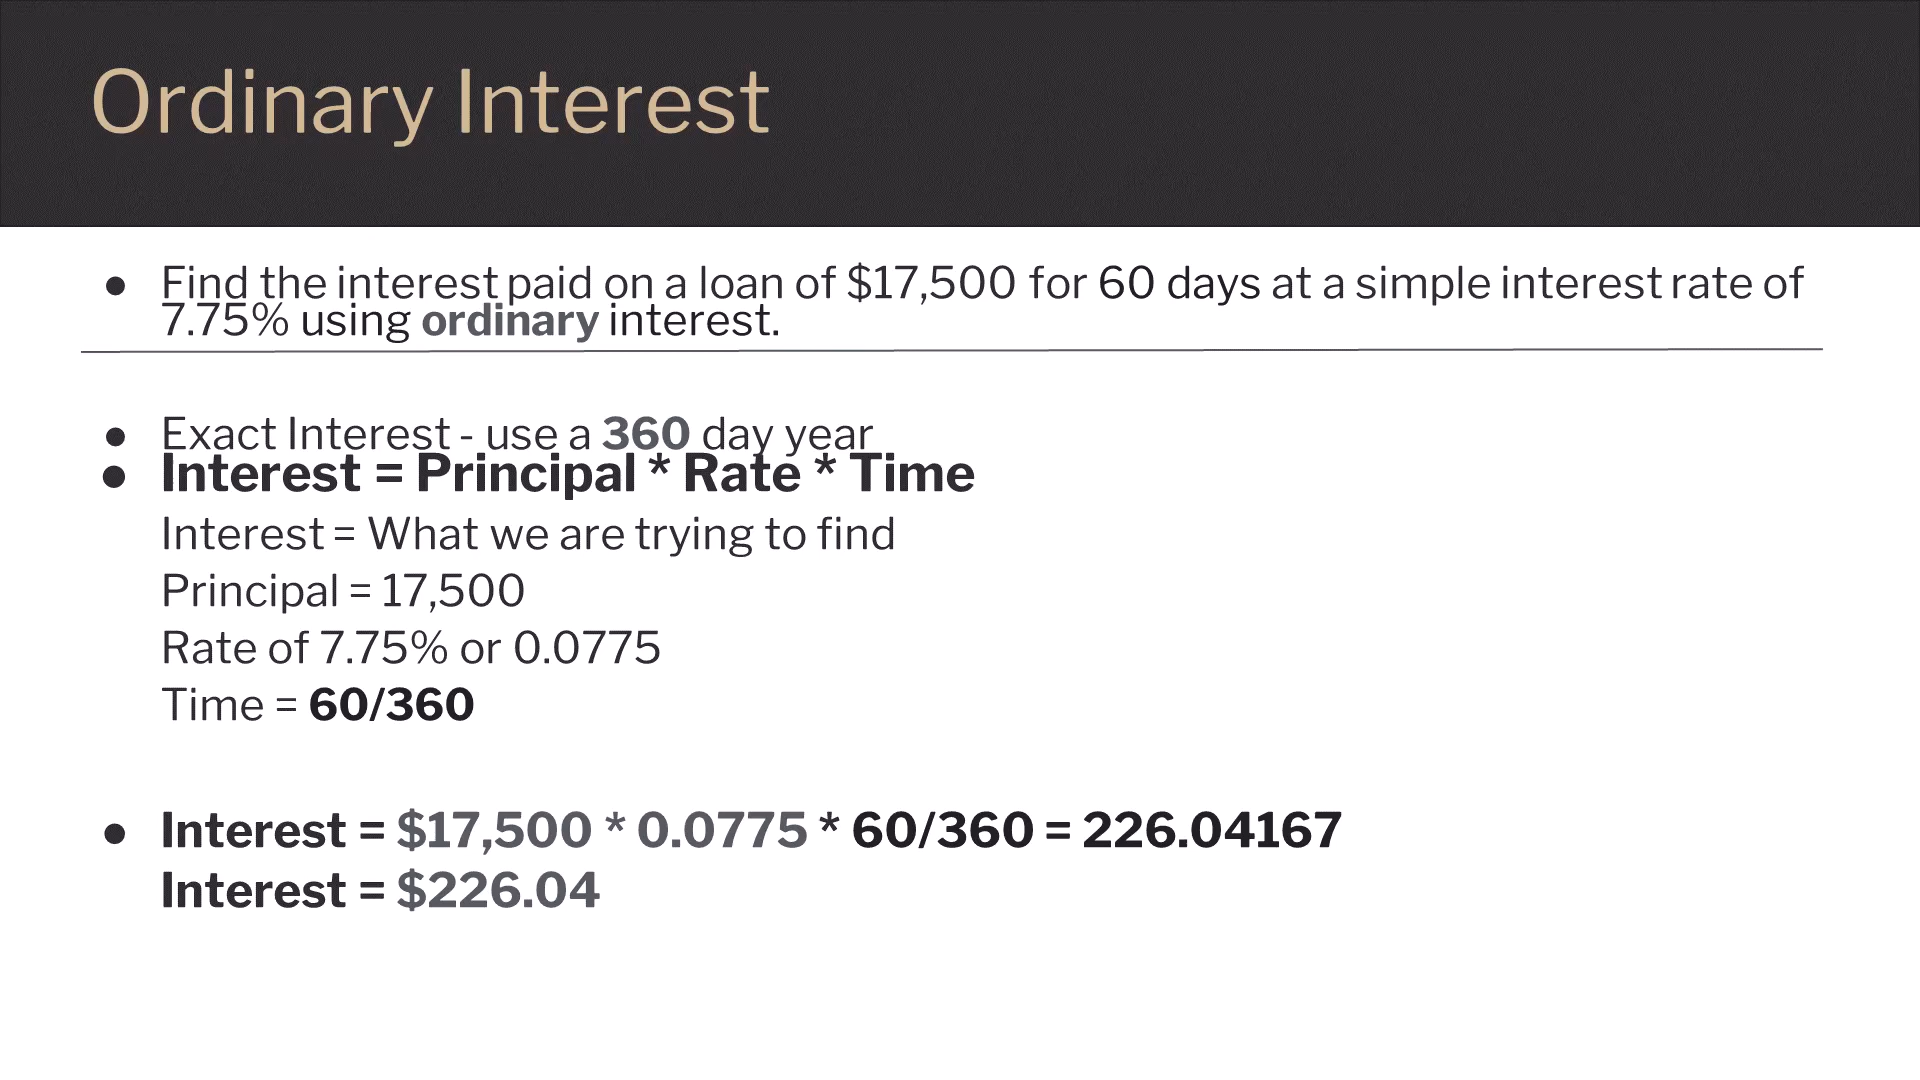 Ordinary Interest
● Find the interest paid on a loan of $17,500 for 60 days at a simple interest rate of
7.75% using ordinary interest.
● Exact Interest - use a 360 day year
● Interest = Principal * Rate * Time
Interest = What we are trying to find
Principal = 17,500
Rate of 7.75% or 0.0775
Time = 60/360
● Interest = $17,500 * 0.0775 * 60/360 = 226.04167
Interest = $226.04